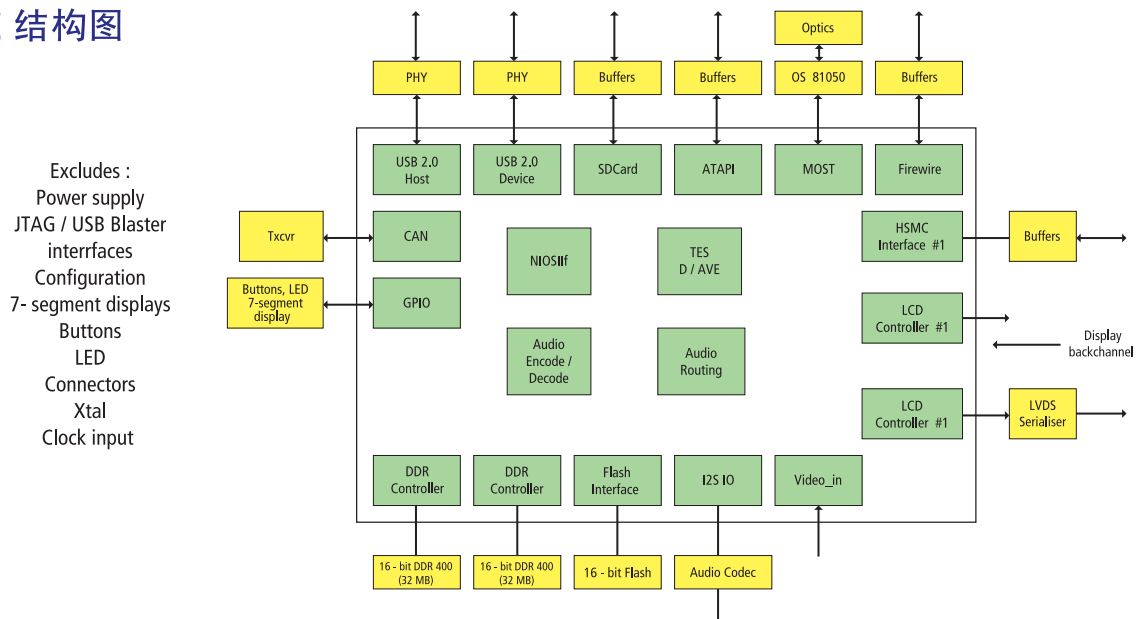 结构图
Optics
PHY
PHY
Buffers
Buffers
OS 81050
Buffers
Excludes :
Power supply
JTAG / USB Blaster
interrfaces
Configuration
7- segment displays
Buttons
LED
Connectors
Xtal
Clock input
USB 2.0
Host
USB 2.0
Device
SDCard
ATAPI
MOST
Firewire
Txcvr
CAN
NIOSIIf
TES
D / AVE
HSMC
Interface #1
Buffers
Buttons, LED
7-segment
display
GPIO
LCD
Controller #1
Display
backchannel
Audio
Encode /
Decode
Audio
Routing
LCD
Controller #1
LVDS
Serialiser
DDR
Controller
DDR
Controller
Flash
Interface
I2S IO
Video_in
16 - bit DDR 400
(32 MB)
16 - bit DDR 400
(32 MB)
16 - bit Flash
Audio Codec